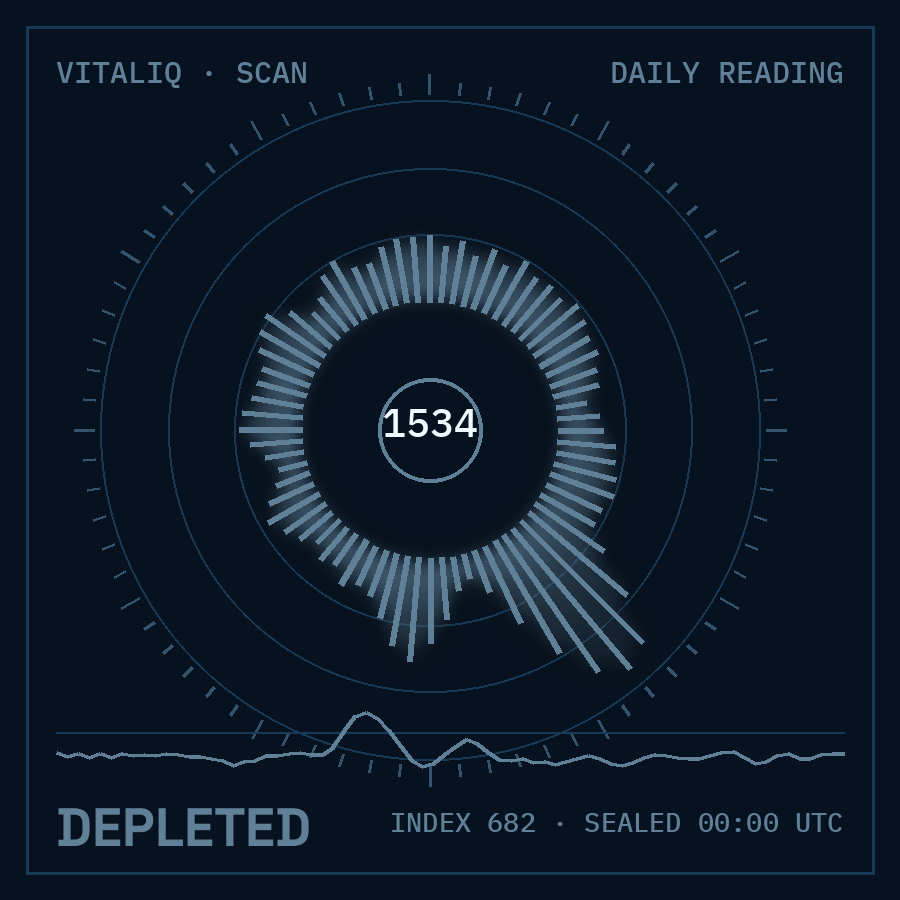 VITALIQ · SCAN
DAILY READING
1534
DEPLETED
INDEX 682 · SEALED 00:00 UTC